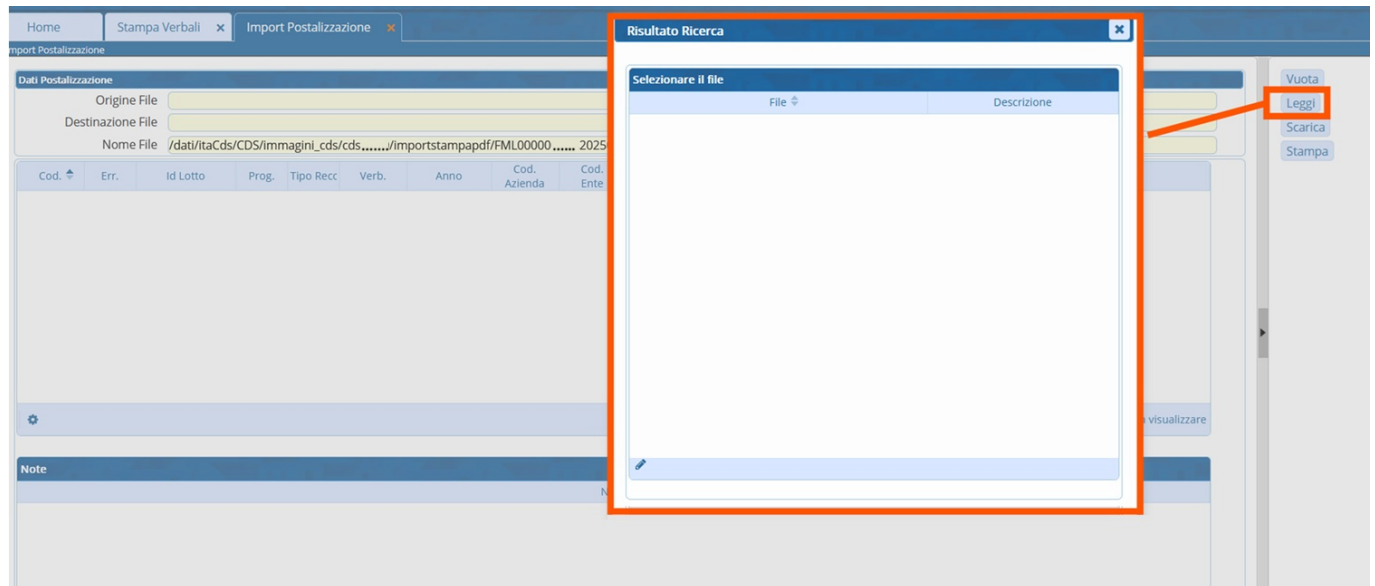 Home Stampa Verbali × Import Postalizzazione ×
mport Postalizzazione
Dati Postalizzazione
Origine File
Destinazione File
Nome File /dati/itaCds/CDS/immagini_cds/cds......./importstampapdf/FML00000...... 2025
Cod. Err. Id Lotto Prog. Tipo Recc Verb. Anno Cod. Azienda Cod. Ente
visualizzare
Note
N
Risultato Ricerca
Selezionare il file
File Descrizione
Vuota
Leggi
Scarica
Stampa